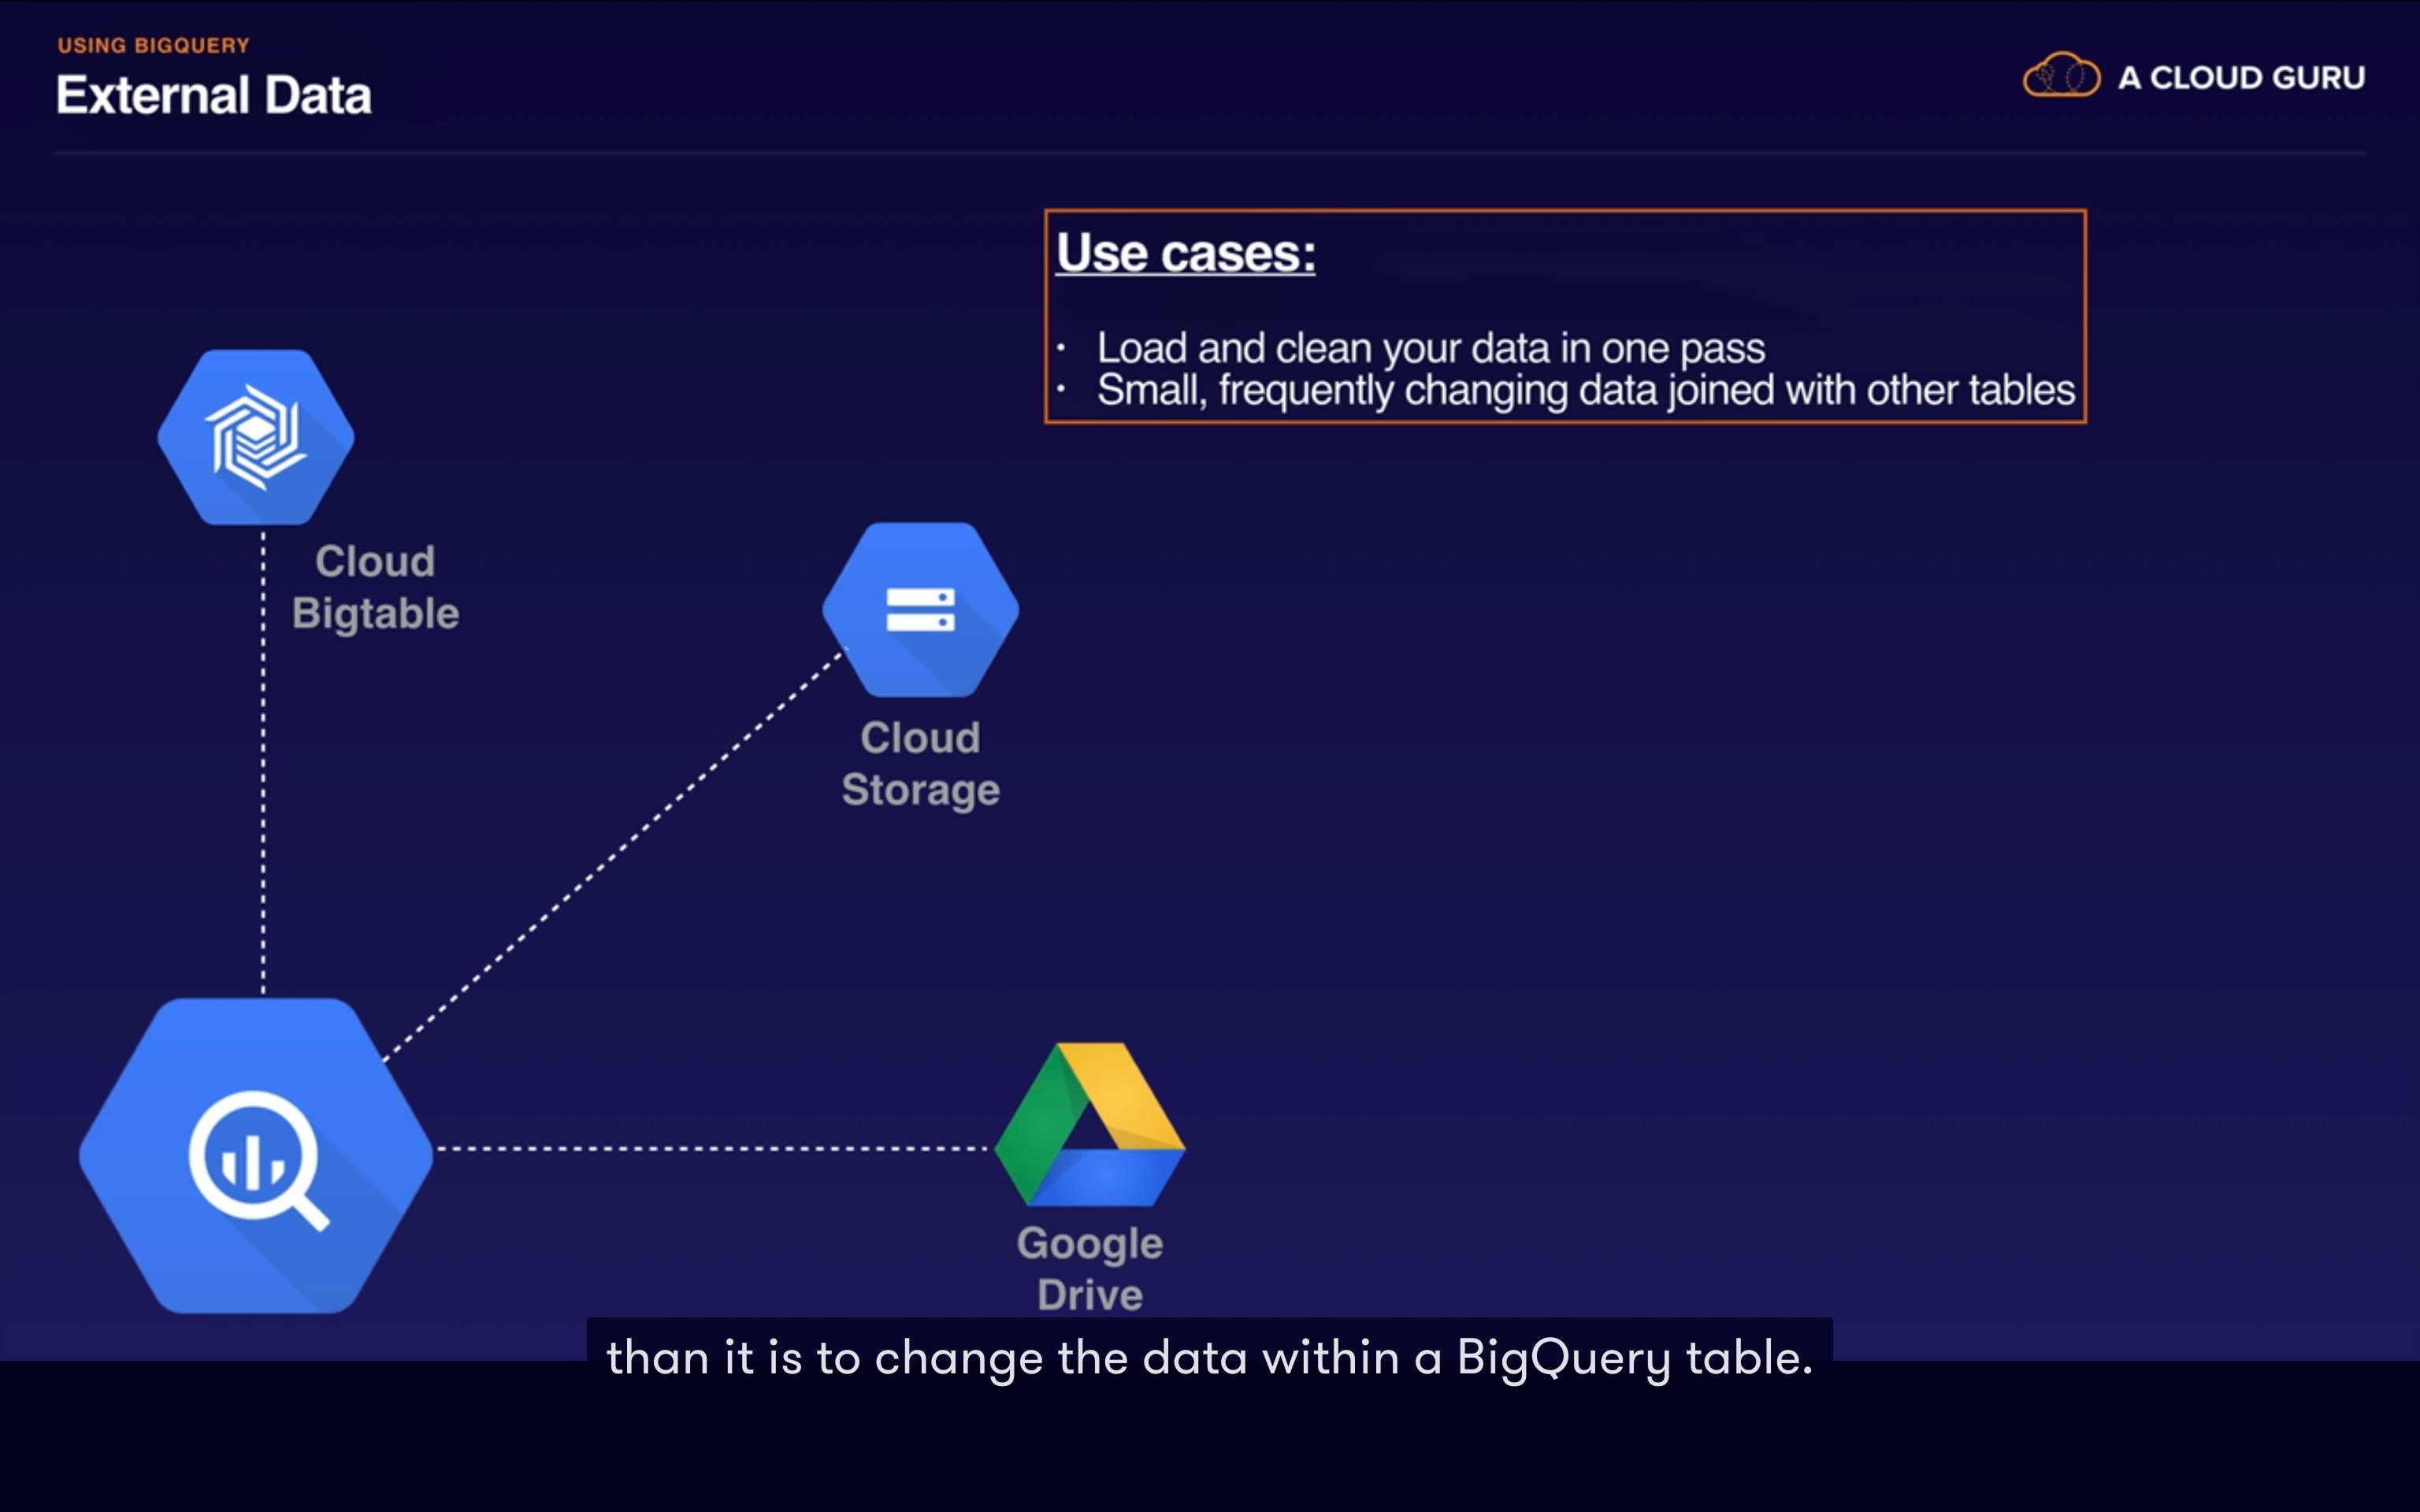 USING BIGQUERY
External Data
A CLOUD GURU
Use cases:
• Load and clean your data in one pass
• Small, frequently changing data joined with other tables
Cloud
Bigtable
Cloud
Storage
Google
Drive
than it is to change the data within a BigQuery table.